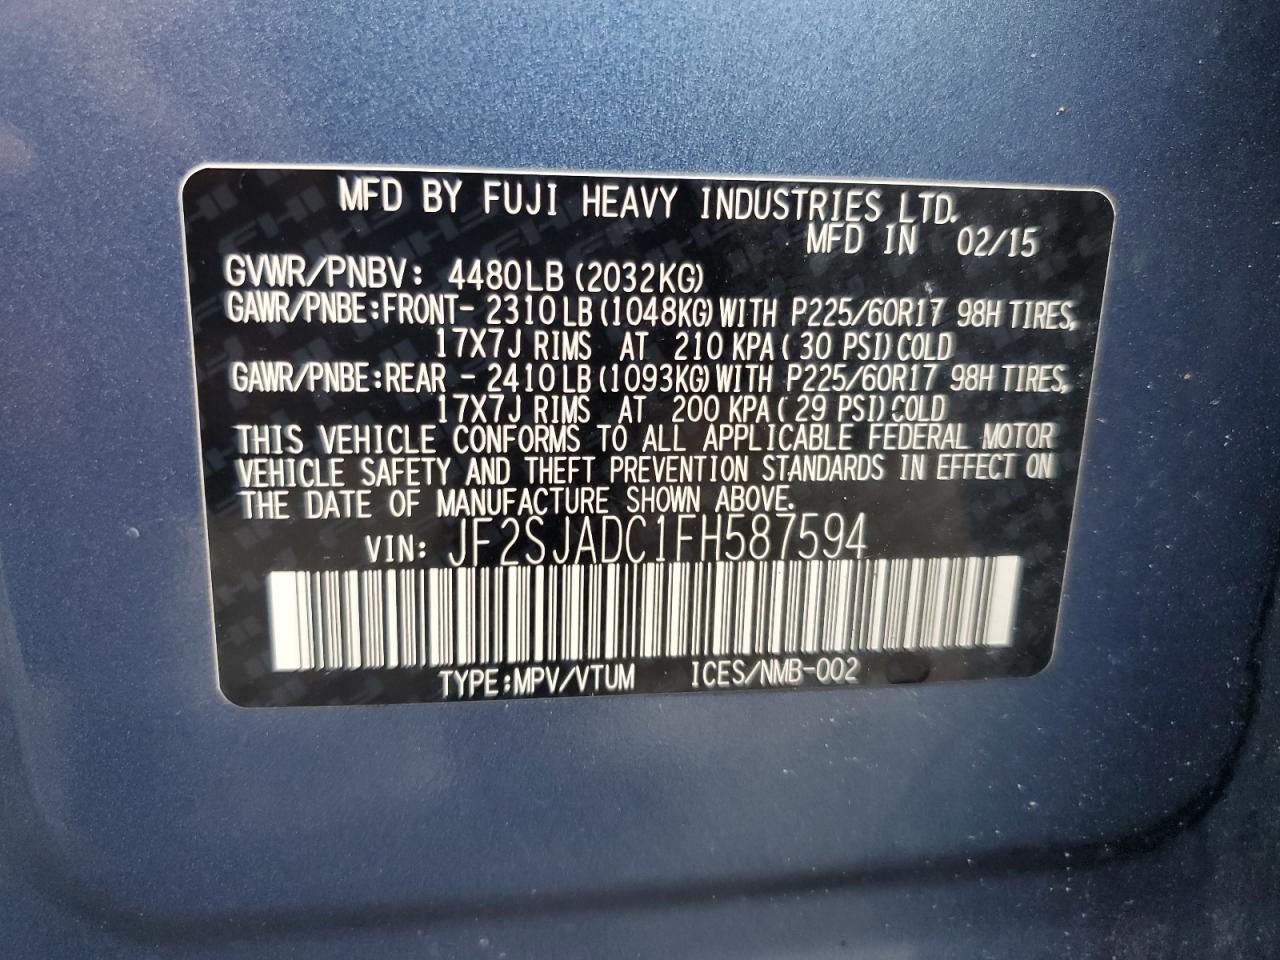 MFD BY FUJI HEAVY INDUSTRIES LTD.
MFD IN 02/15
GVWR/PNBV: 4480LB (2032KG)
GAWR/PNBE:FRONT- 2310LB (1048KG) WITH P225/60R17 98H TIRES,
17X7J RIMS AT 210 KPA ( 30 PSI) COLD
GAWR/PNBE:REAR - 2410LB (1093KG) WITH P225/60R17 98H TIRES,
17X7J RIMS AT 200 KPA ( 29 PSI) COLD
THIS VEHICLE CONFORMS TO ALL APPLICABLE FEDERAL MOTOR
VEHICLE SAFETY AND THEFT PREVENTION STANDARDS IN EFFECT ON
THE DATE OF MANUFACTURE SHOWN ABOVE.
VIN: JF2SJADC1FH587594
TYPE:MPV/VTUM ICES/NMB-002